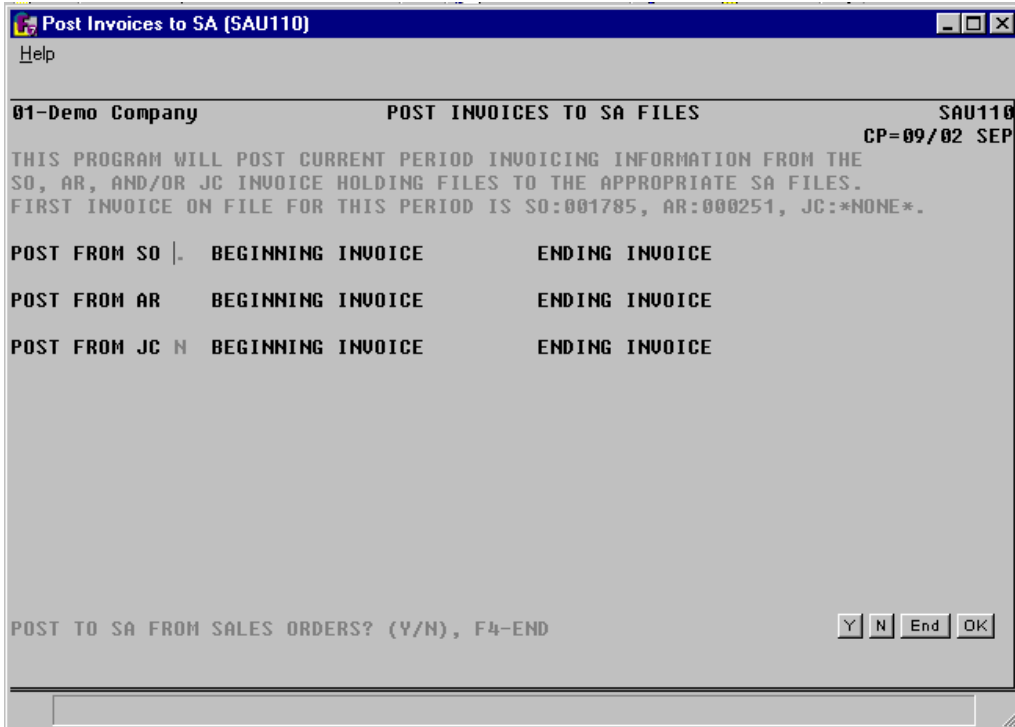 Post Invoices to SA (SAU110)
Help
01-Demo Company POST INVOICES TO SA FILES SAU110
CP=09/02 SEP
THIS PROGRAM WILL POST CURRENT PERIOD INVOICING INFORMATION FROM THE
SO, AR, AND/OR JC INVOICE HOLDING FILES TO THE APPROPRIATE SA FILES.
FIRST INVOICE ON FILE FOR THIS PERIOD IS SO:001785, AR:000251, JC:*NONE*.
POST FROM SO . BEGINNING INVOICE ENDING INVOICE
POST FROM AR BEGINNING INVOICE ENDING INVOICE
POST FROM JC N BEGINNING INVOICE ENDING INVOICE
POST TO SA FROM SALES ORDERS? (Y/N), F4-END Y N End OK